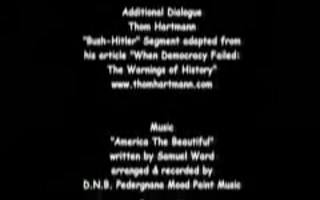 Additional Dialogue
Thom Hartmann
"Bush-Hitler" Segment adapted from
his article "When Democracy Failed:
The Warnings of History"
www.thomhartmann.com
Music
"America The Beautiful"
written by Samuel Ward
arranged & recorded by
D.N.B. Pedergnana Mood Paint Music